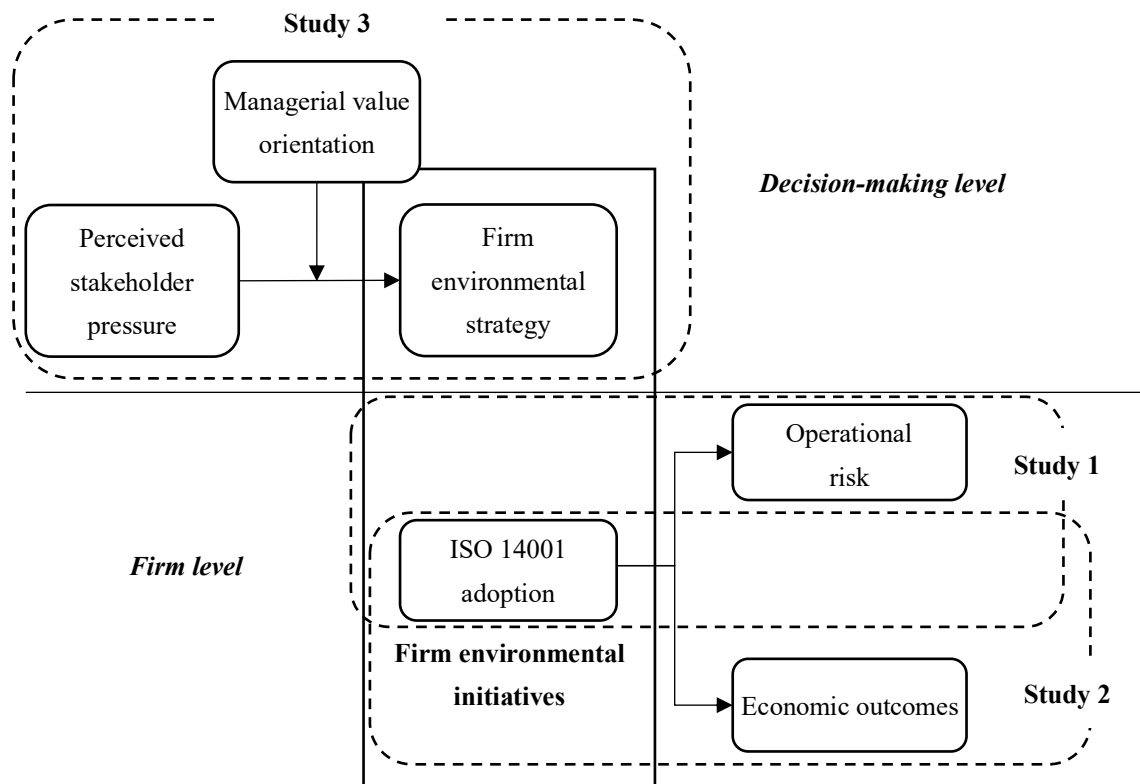 Study 3
Managerial value
orientation
Decision-making level
Perceived
stakeholder
pressure
Firm
environmental
strategy
Operational
risk
Study 1
ISO 14001
adoption
Firm level
Firm environmental
initiatives
Economic outcomes
Study 2